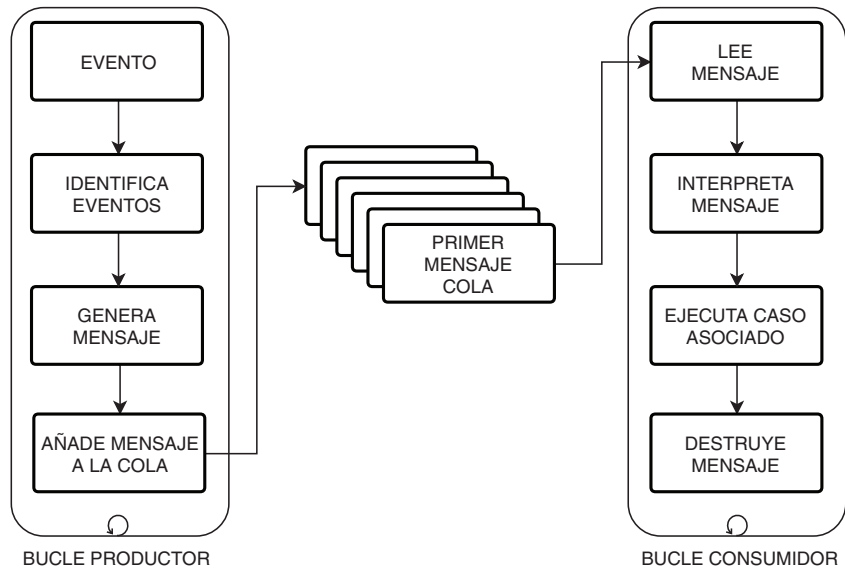 EVENTO
IDENTIFICA
EVENTOS
GENERA
MENSAJE
AÑADE MENSAJE
A LA COLA
BUCLE PRODUCTOR
PRIMER
MENSAJE
COLA
LEE
MENSAJE
INTERPRETA
MENSAJE
EJECUTA CASO
ASOCIADO
DESTRUYE
MENSAJE
BUCLE CONSUMIDOR